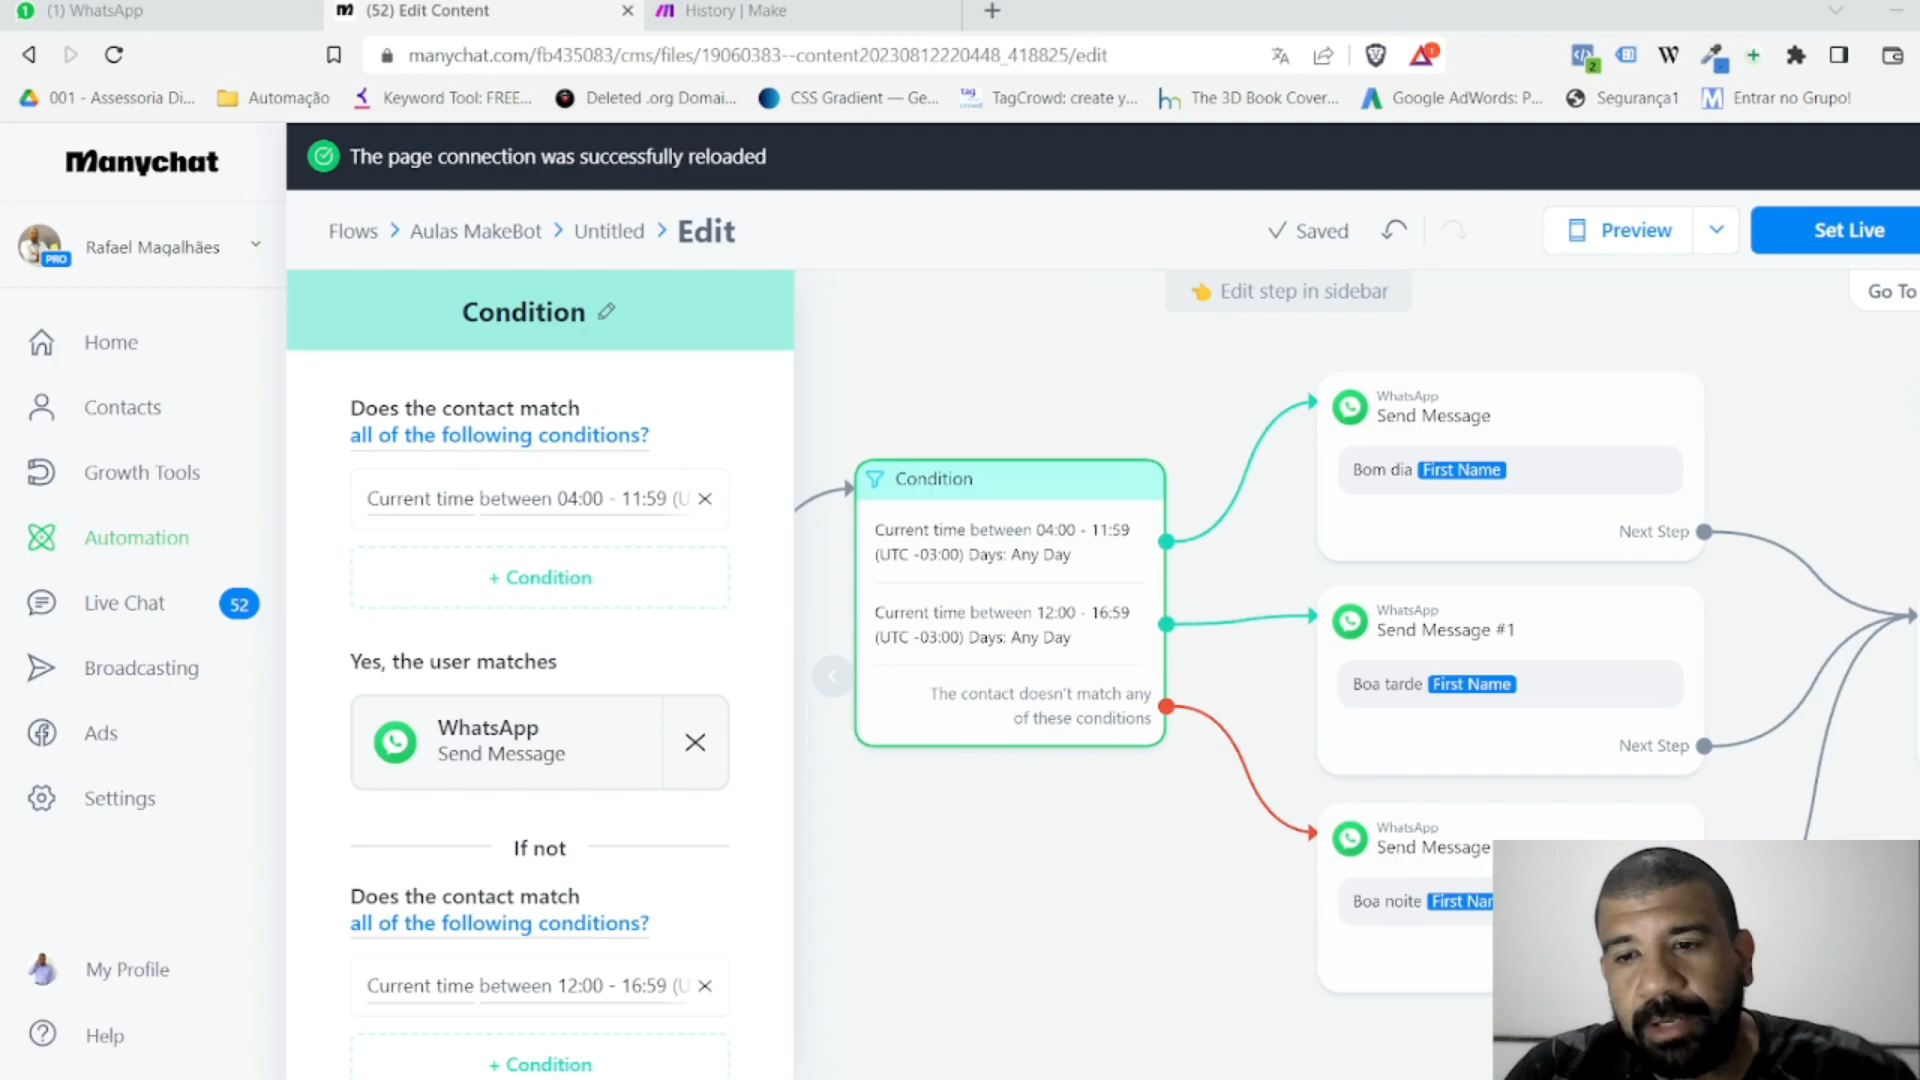 (1) WhatsApp
(52) Edit Content
History | Make
manychat.com/fb435083/cms/files/19060383--content20230812220448_418825/edit
2
1
001 - Assessoria Di...
Automação
Keyword Tool: FREE...
Deleted .org Domai...
CSS Gradient — Ge...
tag
TagCrowd: create y...
The 3D Book Cover...
Google AdWords: P...
Segurança1
Entrar no Grupo!
Manychat
The page connection was successfully reloaded
Rafael Magalhães
PRO
Flows > Aulas MakeBot > Untitled > Edit
Saved
Preview
Set Live
Home
Contacts
Growth Tools
Automation
Live Chat
52
Broadcasting
Ads
Settings
My Profile
Help
Condition
Does the contact match
all of the following conditions?
Current time between 04:00 - 11:59 (U
+ Condition
Yes, the user matches
WhatsApp
Send Message
If not
Does the contact match
all of the following conditions?
Current time between 12:00 - 16:59 (U
+ Condition
Edit step in sidebar
Go To
Condition
Current time between 04:00 - 11:59
(UTC -03:00) Days: Any Day
Current time between 12:00 - 16:59
(UTC -03:00) Days: Any Day
The contact doesn't match any
of these conditions
WhatsApp
Send Message
Bom dia First Name
Next Step
WhatsApp
Send Message #1
Boa tarde First Name
Next Step
WhatsApp
Send Message
Boa noite First Nar